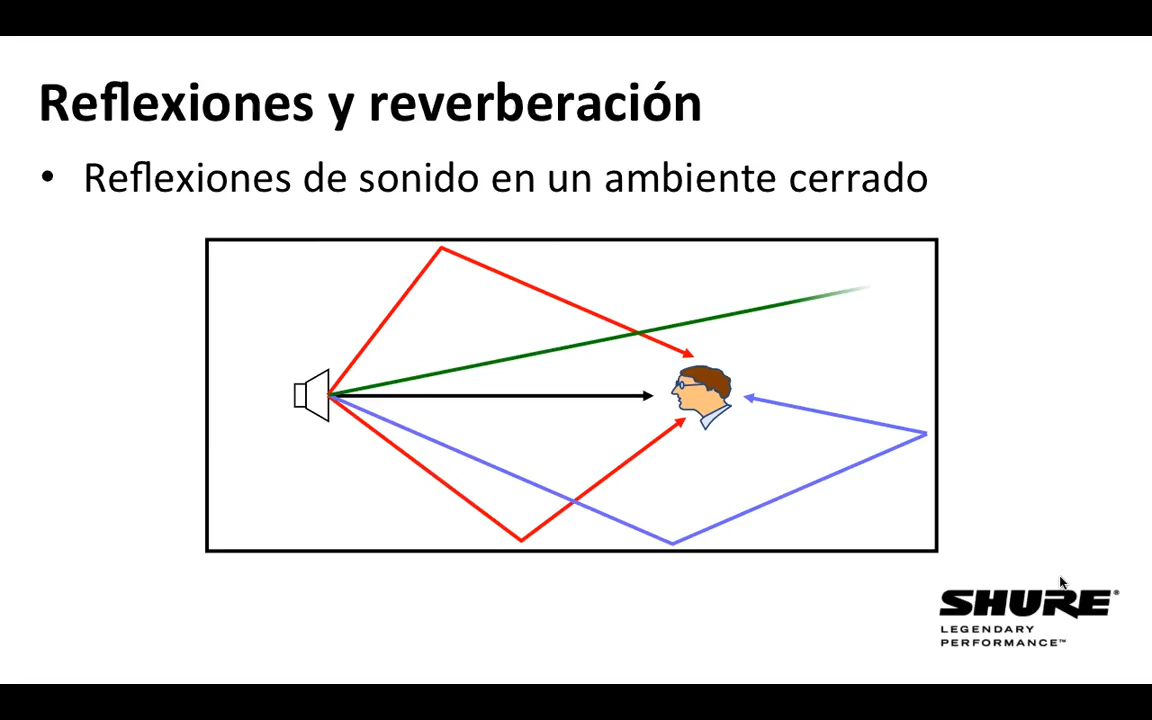 Reflexiones y reverberación
• Reflexiones de sonido en un ambiente cerrado
SHURE®
LEGENDARY
PERFORMANCE™